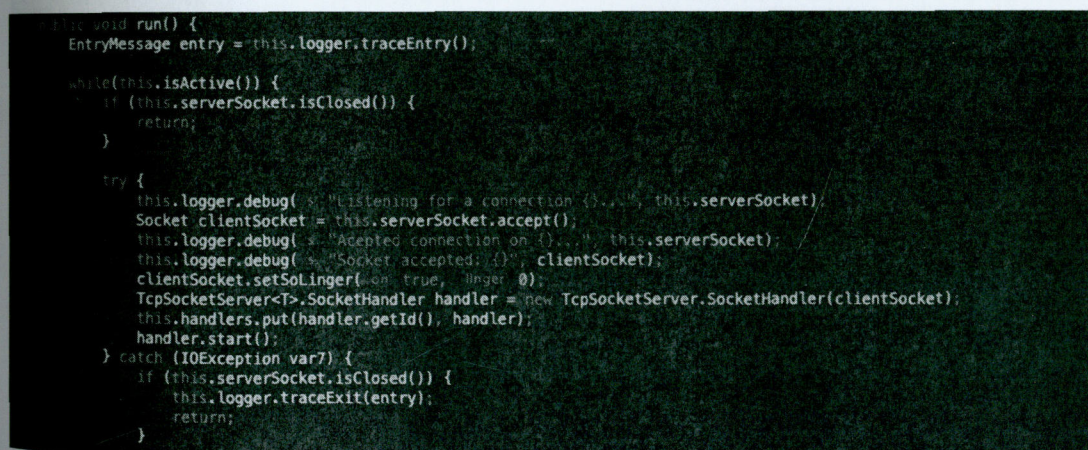 public void run() {
EntryMessage entry = this.logger.traceEntry();
while(this.isActive()) {
if (this.serverSocket.isClosed()) {
return;
}
try {
this.logger.debug( s: "Listening for a connection {}...", this.serverSocket);
Socket clientSocket = this.serverSocket.accept();
this.logger.debug( s: "Acepted connection on {}...", this.serverSocket);
this.logger.debug( s: "Socket accepted: {}", clientSocket);
clientSocket.setSoLinger( on: true, linger: 0);
TcpSocketServer<T>.SocketHandler handler = new TcpSocketServer.SocketHandler(clientSocket);
this.handlers.put(handler.getId(), handler);
handler.start();
} catch (IOException var7) {
if (this.serverSocket.isClosed()) {
this.logger.traceExit(entry);
return;
}